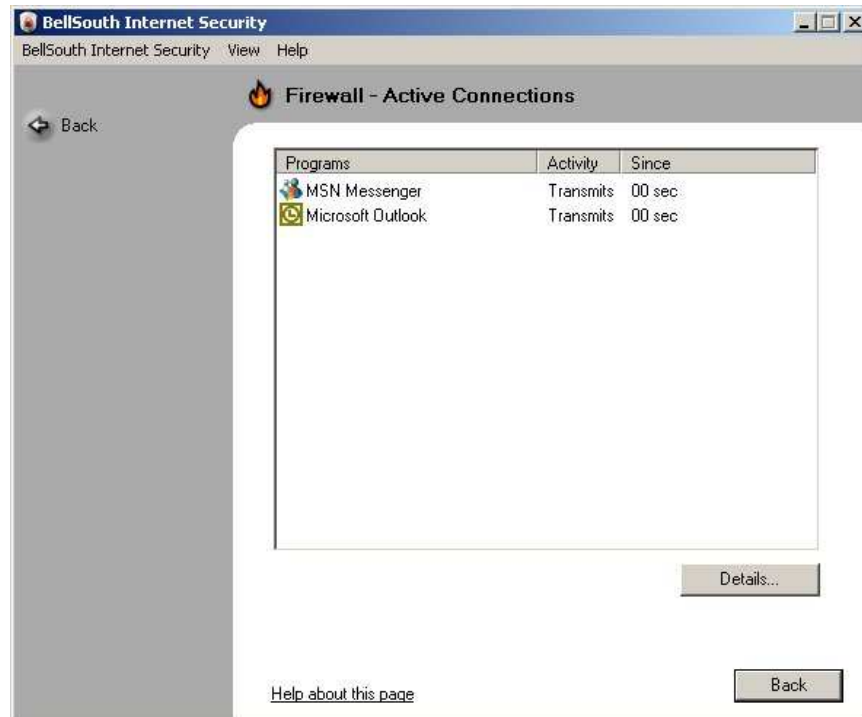 BellSouth Internet Security
BellSouth Internet Security View Help
Firewall - Active Connections
Back
Programs Activity Since
MSN Messenger Transmits 00 sec
Microsoft Outlook Transmits 00 sec
Details...
Help about this page
Back